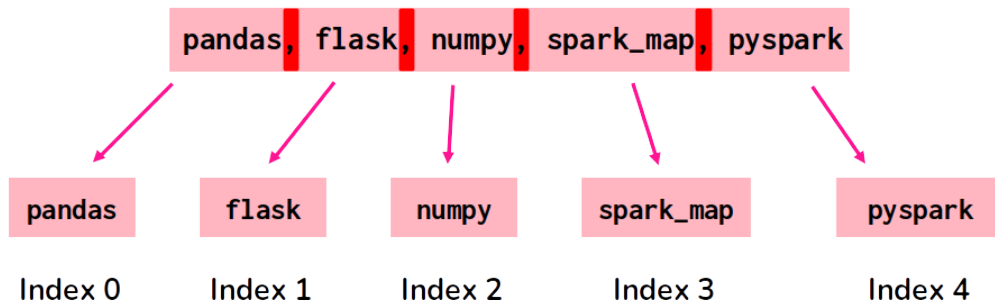 pandas, flask, numpy, spark_map, pyspark
pandas flask numpy spark_map pyspark
Index 0 Index 1 Index 2 Index 3 Index 4